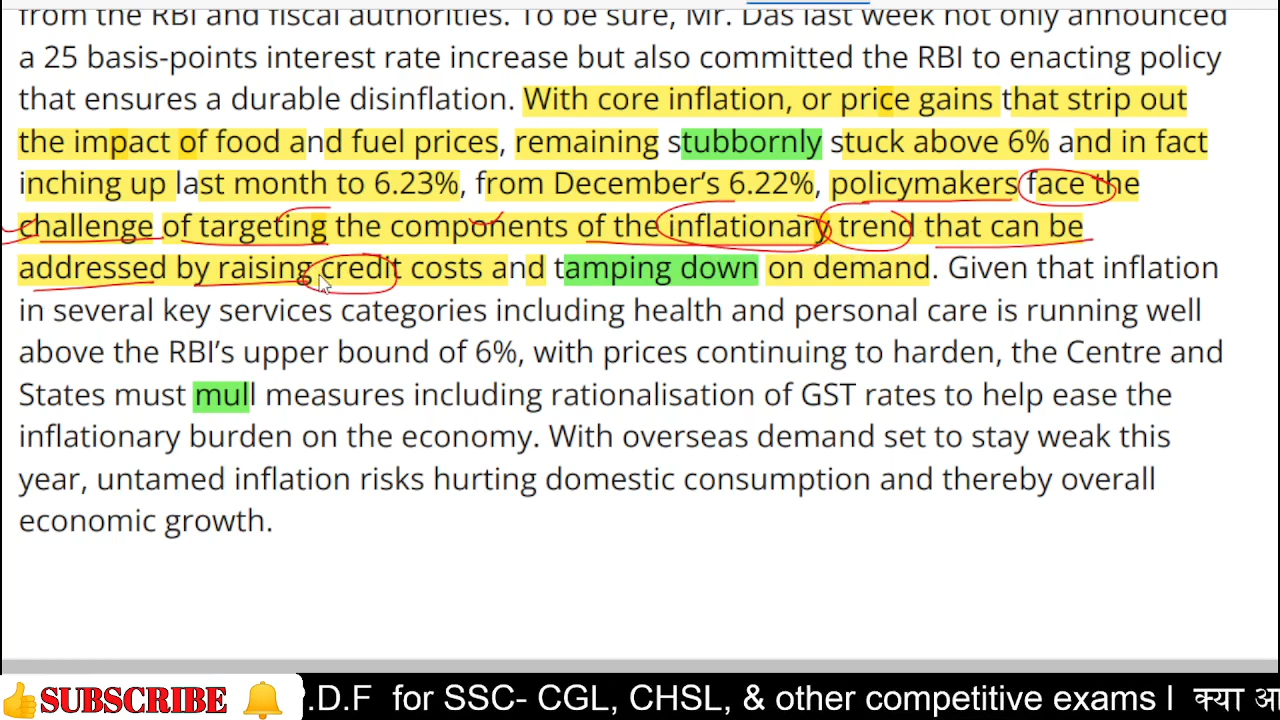 from the RBI and fiscal authorities. To be sure, Mr. Das last week not only announced
a 25 basis-points interest rate increase but also committed the RBI to enacting policy
that ensures a durable disinflation. With core inflation, or price gains that strip out
the impact of food and fuel prices, remaining stubbornly stuck above 6% and in fact
inching up last month to 6.23%, from December’s 6.22%, policymakers face the
challenge of targeting the components of the inflationary trend that can be
addressed by raising credit costs and tamping down on demand. Given that inflation
in several key services categories including health and personal care is running well
above the RBI’s upper bound of 6%, with prices continuing to harden, the Centre and
States must mull measures including rationalisation of GST rates to help ease the
inflationary burden on the economy. With overseas demand set to stay weak this
year, untamed inflation risks hurting domestic consumption and thereby overall
economic growth.
SUBSCRIBE .D.F for SSC- CGL, CHSL, & other competitive exams l क्या